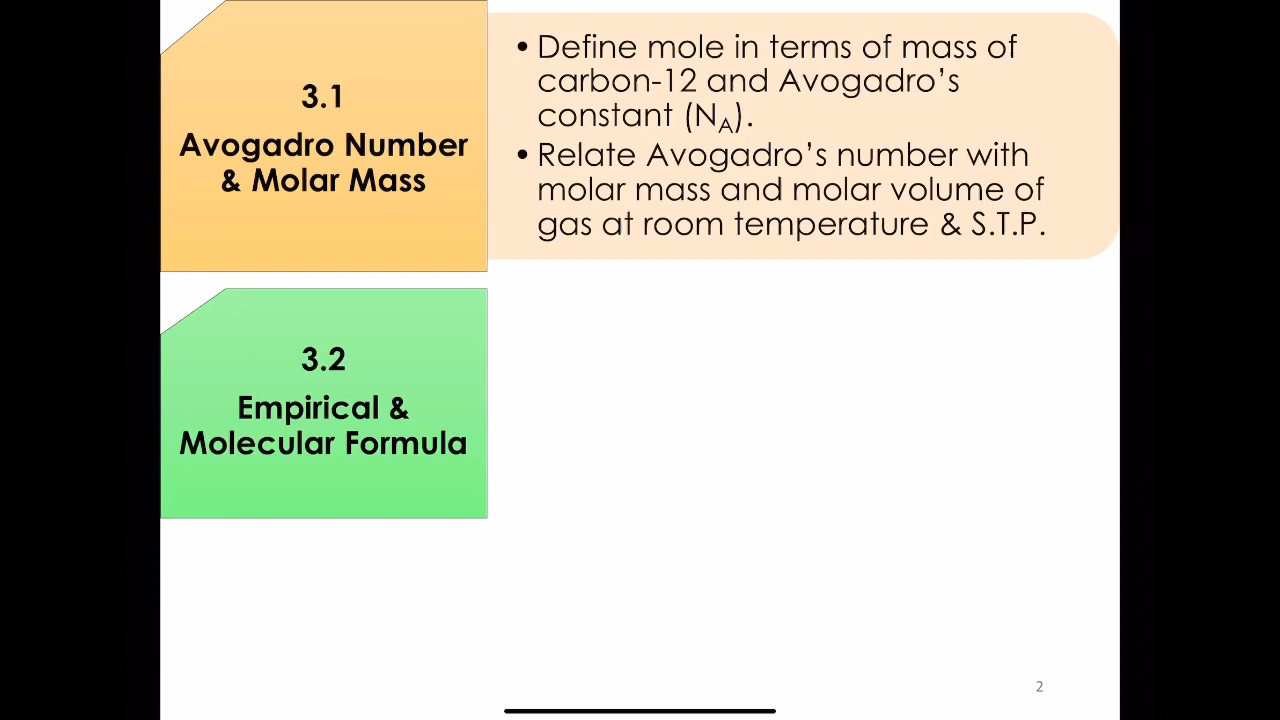 3.1
Avogadro Number
& Molar Mass
• Define mole in terms of mass of
carbon-12 and Avogadro’s
constant (NA).
• Relate Avogadro’s number with
molar mass and molar volume of
gas at room temperature & S.T.P.
3.2
Empirical &
Molecular Formula
2